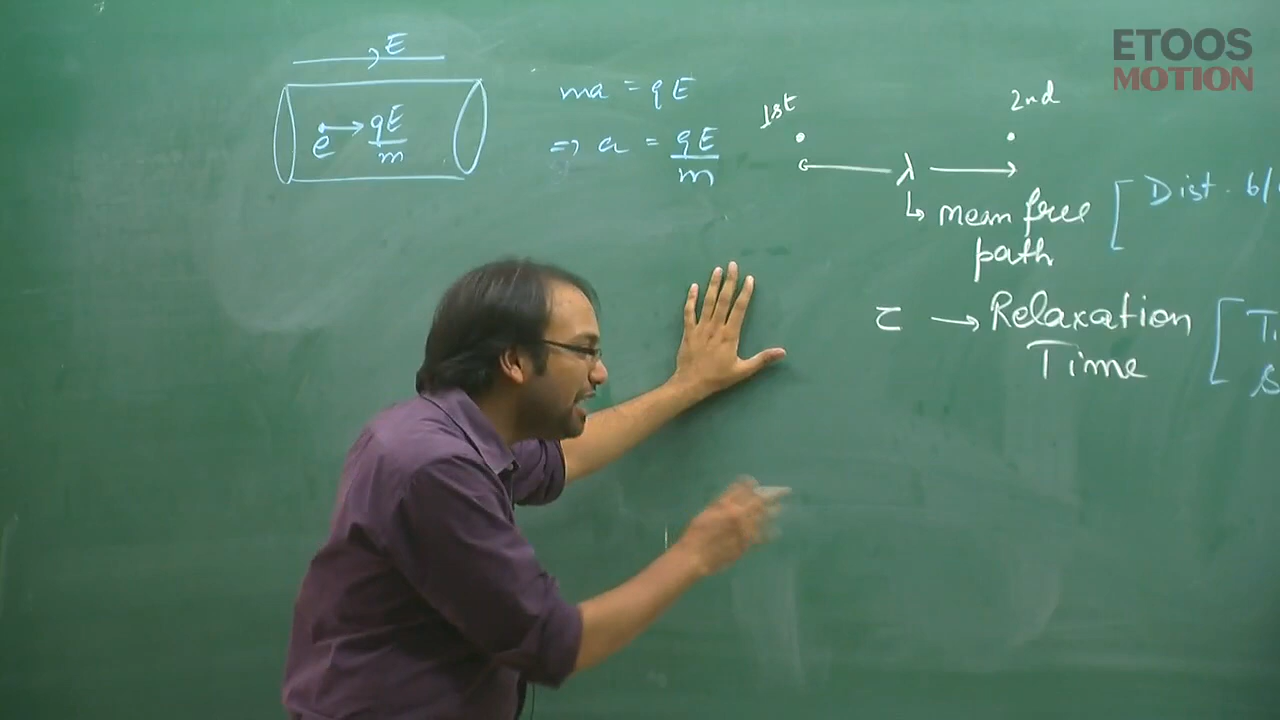 ETOOS
MOTION
E
e → qE/m
ma = qE
⇒ a = qE/m
1st
2nd
λ
↳ mean free
path
[ Dist. b/
τ → Relaxation
Time